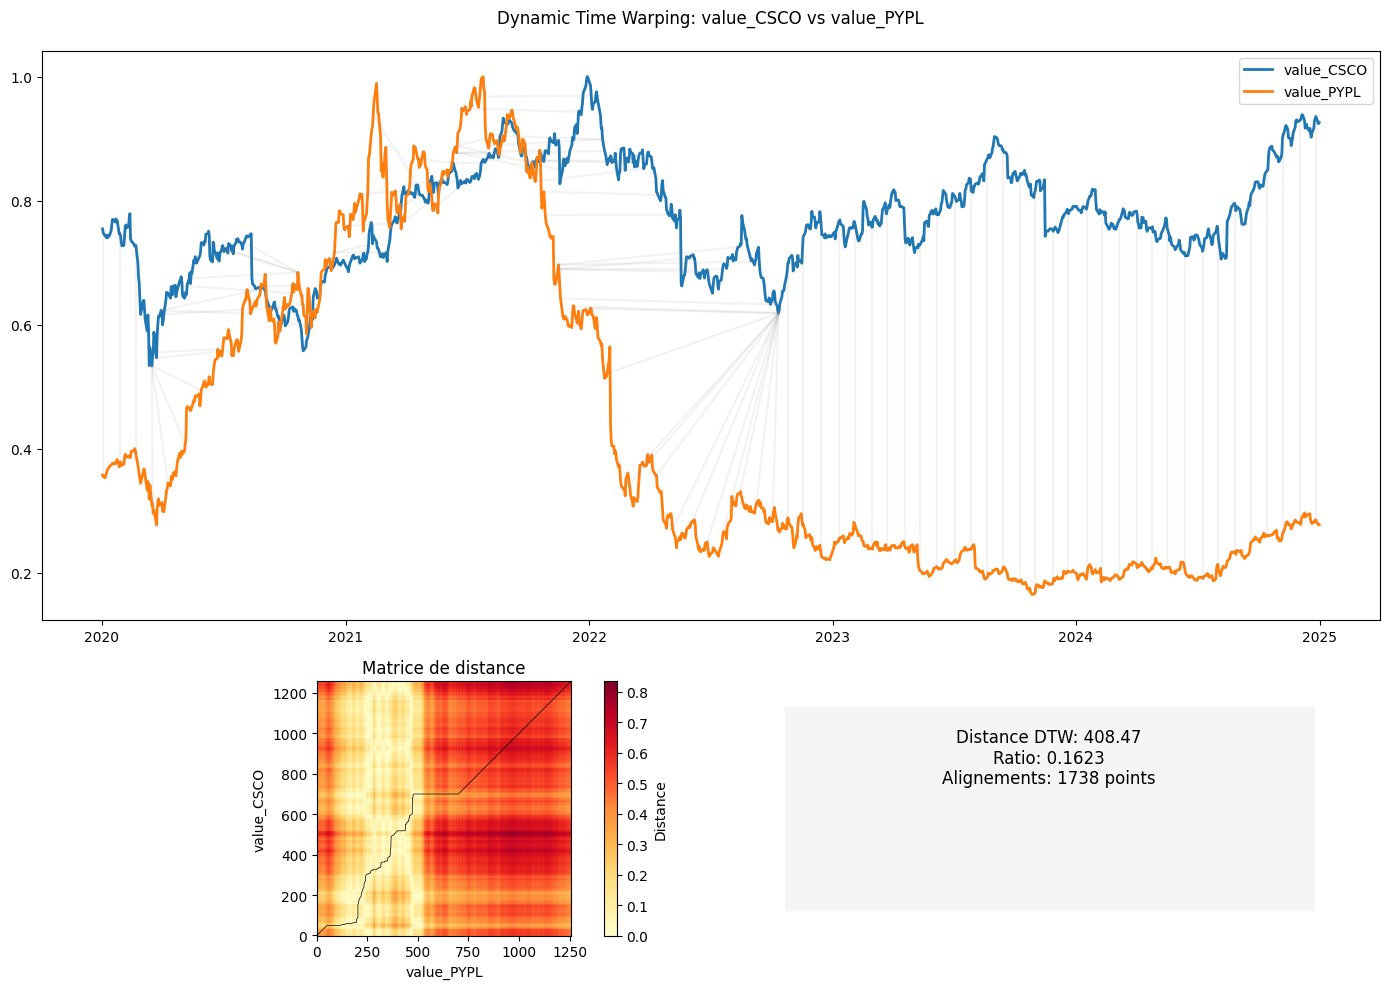 Dynamic Time Warping: value_CSCO vs value_PYPL
value_CSCO
value_PYPL
1.0
0.8
0.6
0.4
0.2
2020 2021 2022 2023 2024 2025
Matrice de distance
value_CSCO
1200
1000
800
600
400
200
0
0 250 500 750 1000 1250
value_PYPL
0.8
0.7
0.6
0.5
0.4
0.3
0.2
0.1
0.0
Distance
Distance DTW: 408.47
Ratio: 0.1623
Alignements: 1738 points